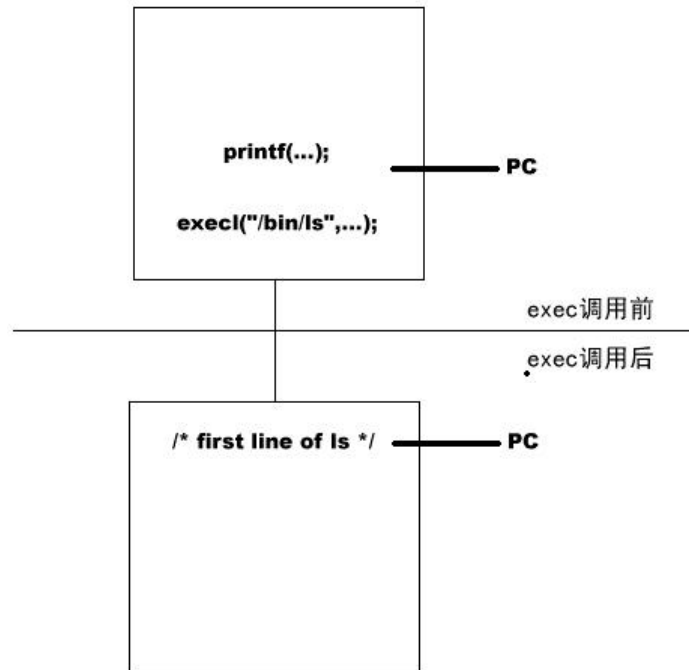 printf(...);
PC
execl("/bin/ls",...);
exec调用前
exec调用后
/* first line of ls */
PC